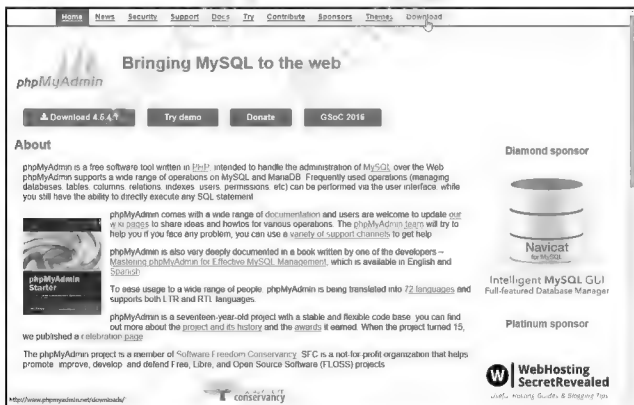 Home News Security Support Docs Try Contribute Sponsors Themes Download
phpMyAdmin
Bringing MySQL to the web
Download 4.6.4
Try demo
Donate
GSoC 2016
About
phpMyAdmin is a free software tool written in PHP, intended to handle the administration of MySQL over the Web
phpMyAdmin supports a wide range of operations on MySQL and MariaDB Frequently used operations (managing
databases, tables, columns, relations, indexes, users, permissions, etc) can be performed via the user interface, while
you still have the ability to directly execute any SQL statement
phpMyAdmin comes with a wide range of documentation and users are welcome to update our
wiki pages to share ideas and howtos for various operations. The phpMyAdmin team will try to
help you if you face any problem, you can use a variety of support channels to get help
phpMyAdmin is also very deeply documented in a book written by one of the developers –
Mastering phpMyAdmin for Effective MySQL Management, which is available in English and
Spanish
To ease usage to a wide range of people, phpMyAdmin is being translated into 72 languages and
supports both LTR and RTL languages.
phpMyAdmin is a seventeen-year-old project with a stable and flexible code base, you can find
out more about the project and its history and the awards it earned. When the project turned 15,
we published a celebration page
The phpMyAdmin project is a member of Software Freedom Conservancy. SFC is a not-for-profit organization that helps
promote, improve, develop, and defend Free, Libre, and Open Source Software (FLOSS) projects
phpMyAdmin
Starter
conservancy
Diamond sponsor
Navicat
for MySQL
Intelligent MySQL GUI
Full-featured Database Manager
Platinum sponsor
WebHosting
SecretRevealed
Useful Hosting Guides & Blogging Tips
http://www.phpmyadmin.net/downloads/